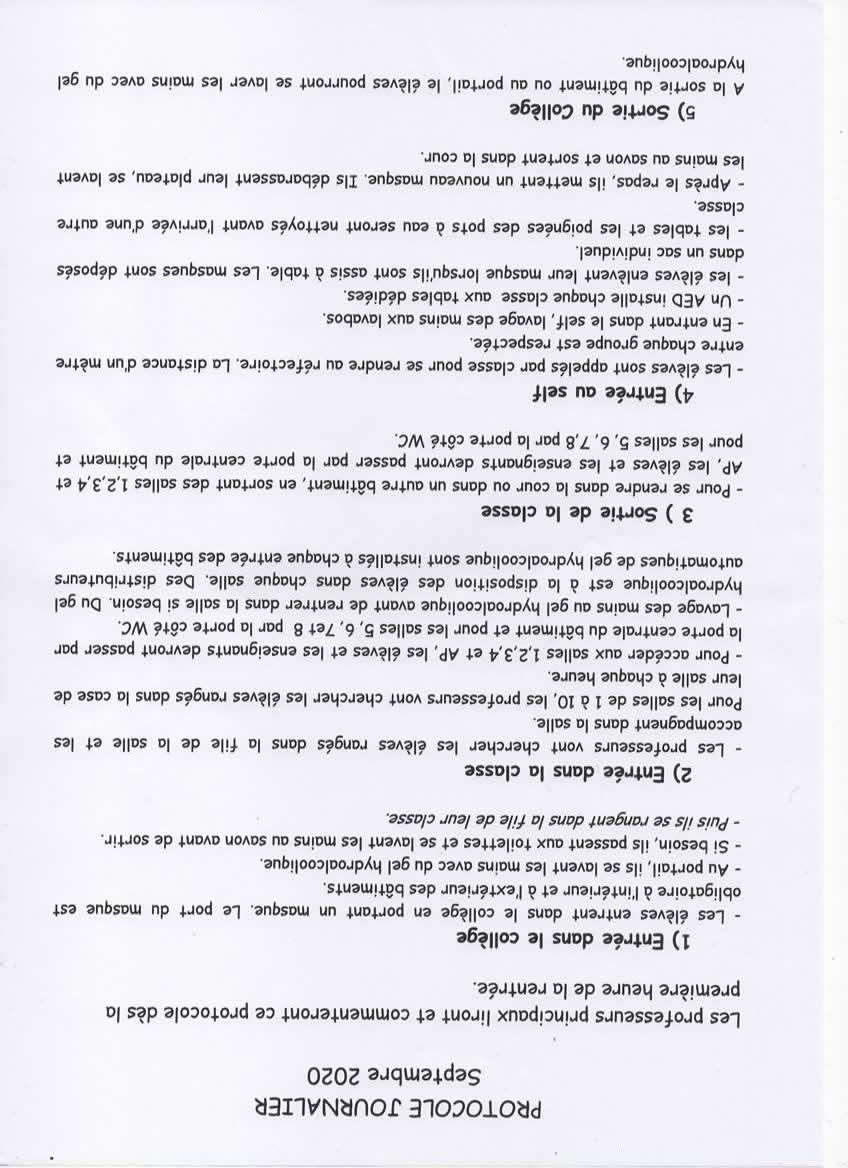 PROTOCOLE JOURNALIER
Septembre 2020
Les professeurs principaux liront et commenteront ce protocole dès la
première heure de la rentrée.
1) Entrée dans le collège
- Les élèves entrent dans le collège en portant un masque. Le port du masque est
obligatoire à l'intérieur et à l'extérieur des bâtiments.
- Au portail, ils se lavent les mains avec du gel hydroalcoolique.
- Si besoin, ils passent aux toilettes et se lavent les mains au savon avant de sortir.
- Puis ils se rangent dans la file de leur classe.
2) Entrée dans la classe
- Les professeurs vont chercher les élèves rangés dans la file de la salle et les
accompagnent dans la salle.
Pour les salles de 1 à 10, les professeurs vont chercher les élèves rangés dans la case de
leur salle à chaque heure.
- Pour accéder aux salles 1,2,3,4 et AP, les élèves et les enseignants devront passer par
la porte centrale du bâtiment et pour les salles 5, 6, 7et 8 par la porte côté WC.
- Lavage des mains au gel hydroalcoolique avant de rentrer dans la salle si besoin. Du gel
hydroalcoolique est à la disposition des élèves dans chaque salle. Des distributeurs
automatiques de gel hydroalcoolique sont installés à chaque entrée des bâtiments.
3 ) Sortie de la classe
- Pour se rendre dans la cour ou dans un autre bâtiment, en sortant des salles 1,2,3,4 et
AP, les élèves et les enseignants devront passer par la porte centrale du bâtiment et
pour les salles 5, 6, 7,8 par la porte côté WC.
4) Entrée au self
- Les élèves sont appelés par classe pour se rendre au réfectoire. La distance d'un mètre
entre chaque groupe est respectée.
- En entrant dans le self, lavage des mains aux lavabos.
- Un AED installe chaque classe aux tables dédiées.
- les élèves enlèvent leur masque lorsqu'ils sont assis à table. Les masques sont déposés
dans un sac individuel.
- les tables et les poignées des pots à eau seront nettoyés avant l'arrivée d'une autre
classe.
- Après le repas, ils mettent un nouveau masque. Ils débarassent leur plateau, se lavent
les mains au savon et sortent dans la cour.
5) Sortie du Collège
A la sortie du bâtiment ou au portail, le élèves pourront se laver les mains avec du gel
hydroalcoolique.